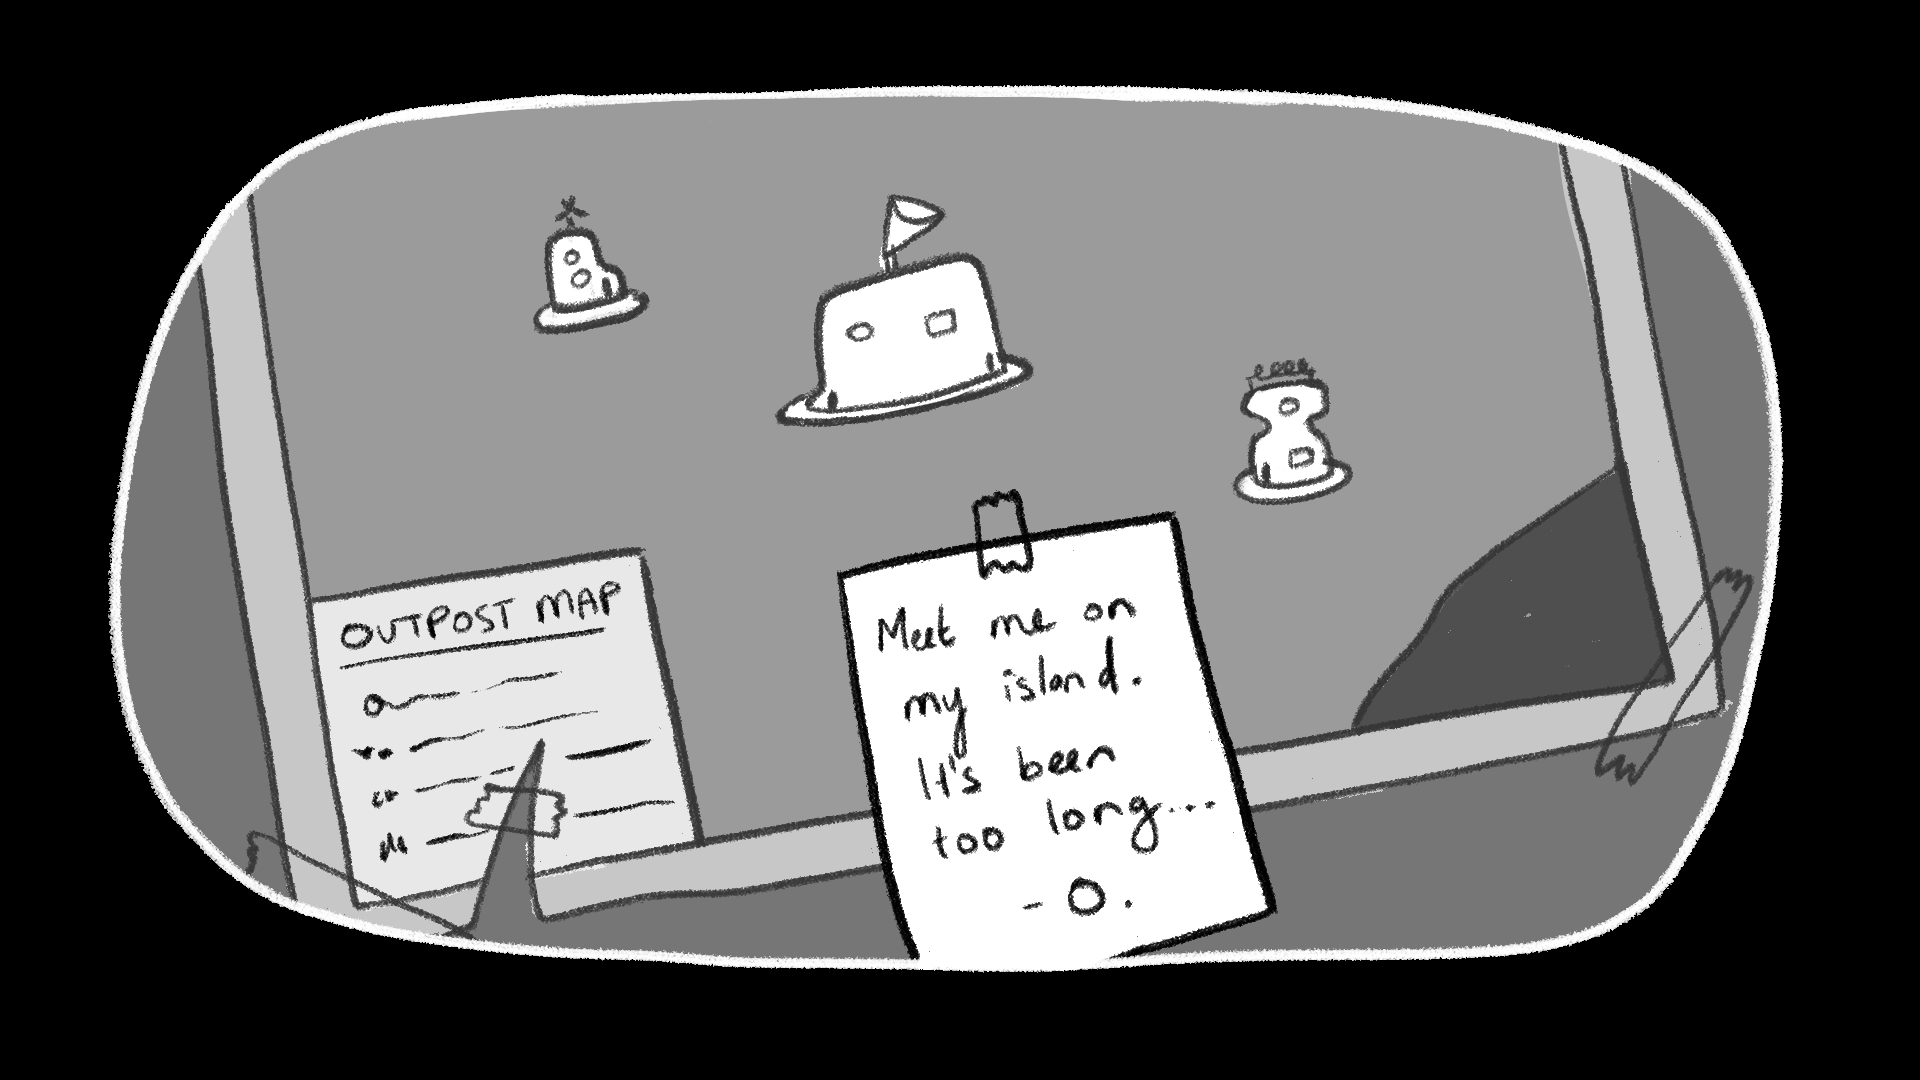 OUTPOST MAP
Meet me on
my island.
It's been
too long....
- O.